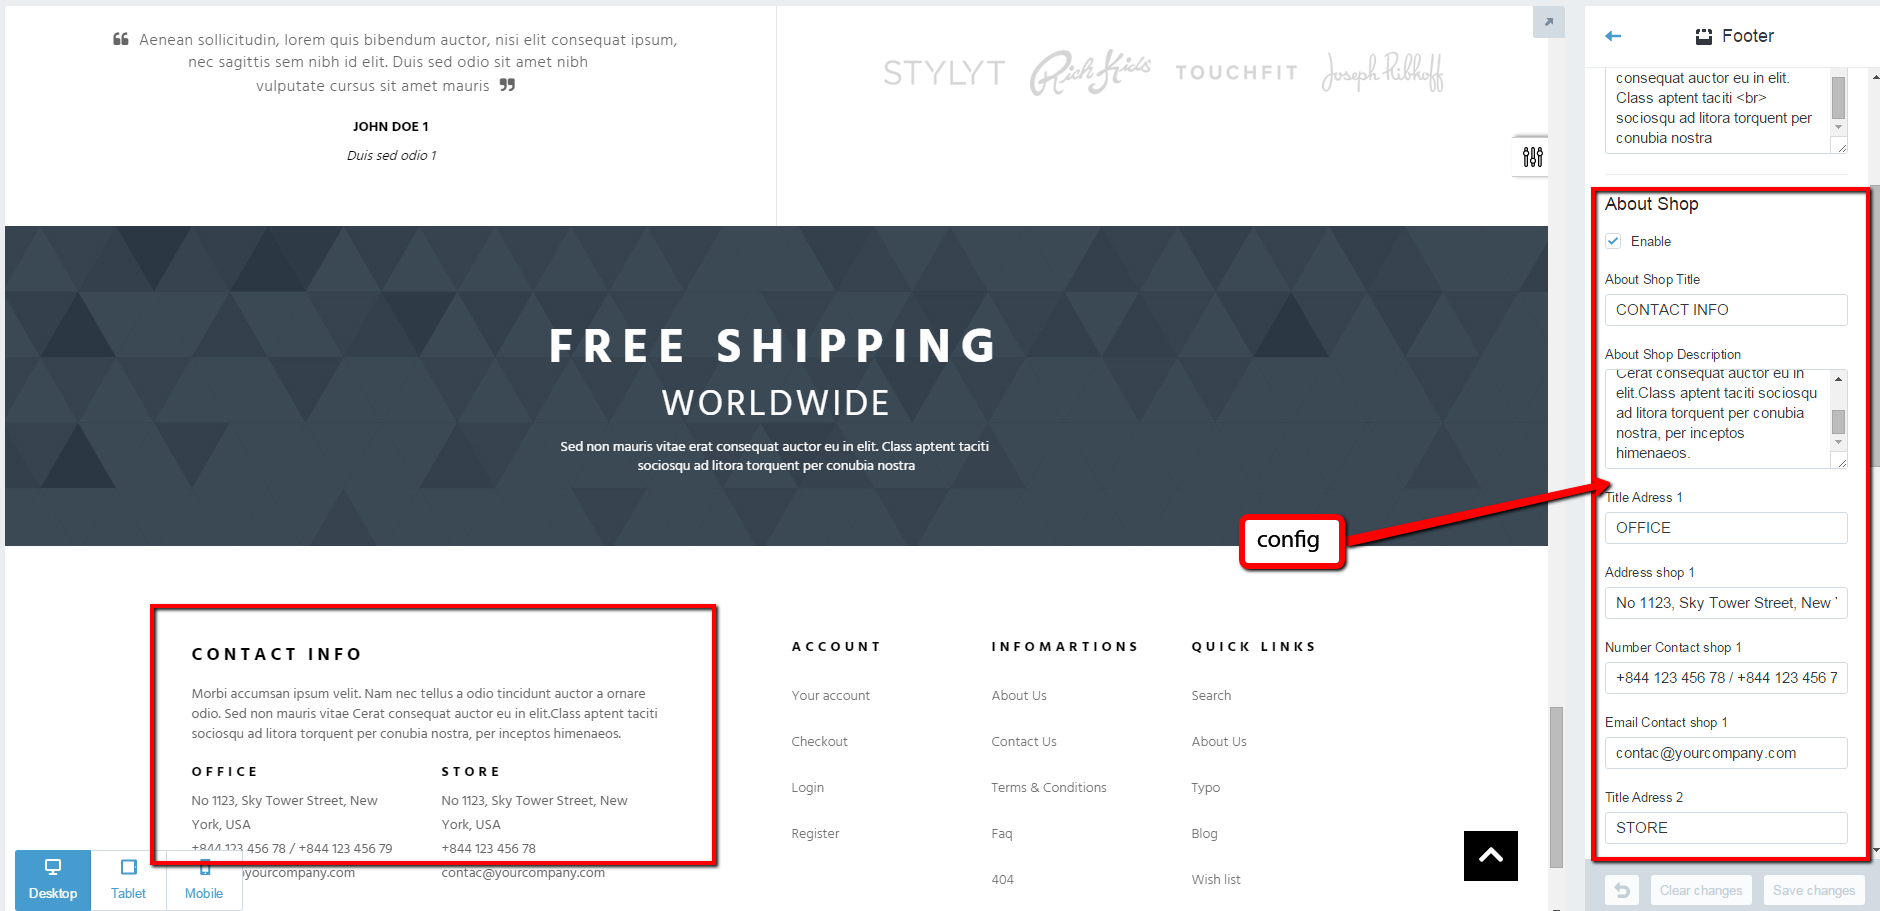 ❝ Aenean sollicitudin, lorem quis bibendum auctor, nisi elit consequat ipsum,
nec sagittis sem nibh id elit. Duis sed odio sit amet nibh
vulputate cursus sit amet mauris ❞
JOHN DOE 1
Duis sed odio 1
STYLYT
Rich Kids
TOUCHFIT
Joseph Ribkoff
FREE SHIPPING
WORLDWIDE
Sed non mauris vitae erat consequat auctor eu in elit. Class aptent taciti
sociosqu ad litora torquent per conubia nostra
config
CONTACT INFO
Morbi accumsan ipsum velit. Nam nec tellus a odio tincidunt auctor a ornare
odio. Sed non mauris vitae Cerat consequat auctor eu in elit.Class aptent taciti
sociosqu ad litora torquent per conubia nostra, per inceptos himenaeos.
OFFICE
No 1123, Sky Tower Street, New
York, USA
+844 123 456 78 / +844 123 456 79
yourcompany.com
STORE
No 1123, Sky Tower Street, New
York, USA
+844 123 456 78
contac@yourcompany.com
ACCOUNT
Your account
Checkout
Login
Register
INFOMARTIONS
About Us
Contact Us
Terms & Conditions
Faq
404
QUICK LINKS
Search
About Us
Typo
Blog
Wish list
Desktop
Tablet
Mobile
Footer
consequat auctor eu in elit.
Class aptent taciti <br>
sociosqu ad litora torquent per
conubia nostra
About Shop
Enable
About Shop Title
CONTACT INFO
About Shop Description
Cerat consequat auctor eu in
elit.Class aptent taciti sociosqu
ad litora torquent per conubia
nostra, per inceptos
himenaeos.
Title Adress 1
OFFICE
Address shop 1
No 1123, Sky Tower Street, New
Number Contact shop 1
+844 123 456 78 / +844 123 456 7
Email Contact shop 1
contac@yourcompany.com
Title Adress 2
STORE
Clear changes
Save changes